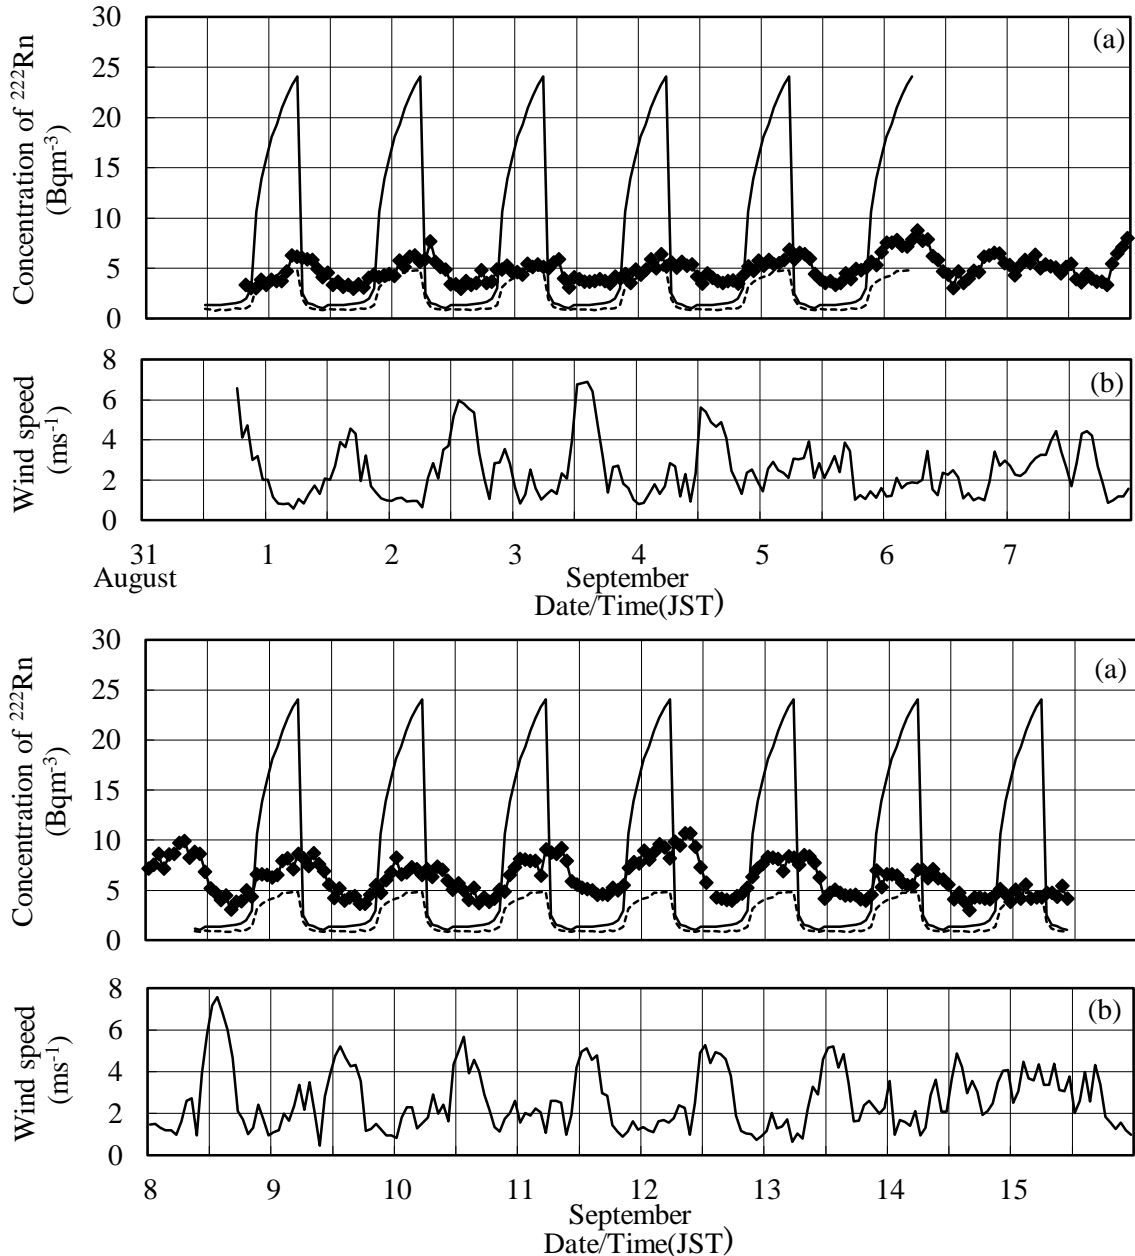 30
25
20
15
10
5
0
Concentration of ²²²Rn
(Bqm⁻³)
(a)
8
6
4
2
0
Wind speed
(ms⁻¹)
(b)
31 1 2 3 4 5 6 7
August September
Date/Time(JST)
30
25
20
15
10
5
0
Concentration of ²²²Rn
(Bqm⁻³)
(a)
8
6
4
2
0
Wind speed
(ms⁻¹)
(b)
8 9 10 11 12 13 14 15
September
Date/Time(JST)